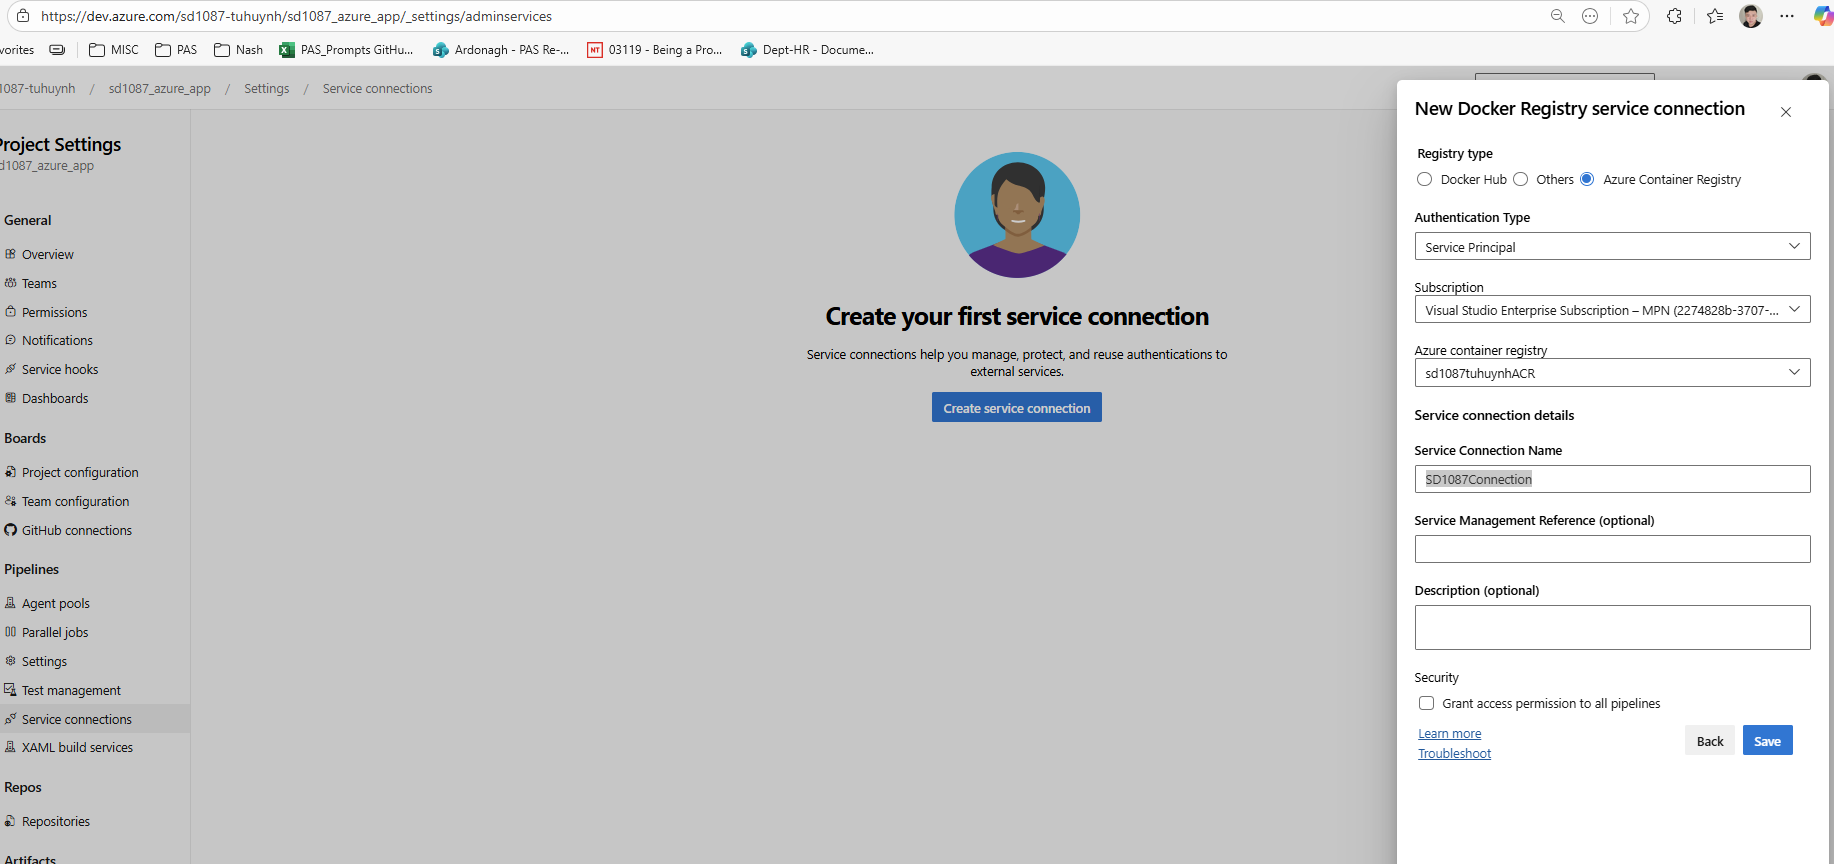 https://dev.azure.com/sd1087-tuhuynh/sd1087_azure_app/_settings/adminservices
vorites
MISC
PAS
Nash
PAS_Prompts GitHu...
Ardonagh - PAS Re-...
03119 - Being a Pro...
Dept-HR - Docume...
1087-tuhuynh / sd1087_azure_app / Settings / Service connections
Project Settings
d1087_azure_app
General
Overview
Teams
Permissions
Notifications
Service hooks
Dashboards
Boards
Project configuration
Team configuration
GitHub connections
Pipelines
Agent pools
Parallel jobs
Settings
Test management
Service connections
XAML build services
Repos
Repositories
Artifacts
Create your first service connection
Service connections help you manage, protect, and reuse authentications to
external services.
Create service connection
New Docker Registry service connection
Registry type
Docker Hub Others Azure Container Registry
Authentication Type
Service Principal
Subscription
Visual Studio Enterprise Subscription – MPN (2274828b-3707-...
Azure container registry
sd1087tuhuynhACR
Service connection details
Service Connection Name
SD1087Connection
Service Management Reference (optional)
Description (optional)
Security
Grant access permission to all pipelines
Learn more
Troubleshoot
Back
Save